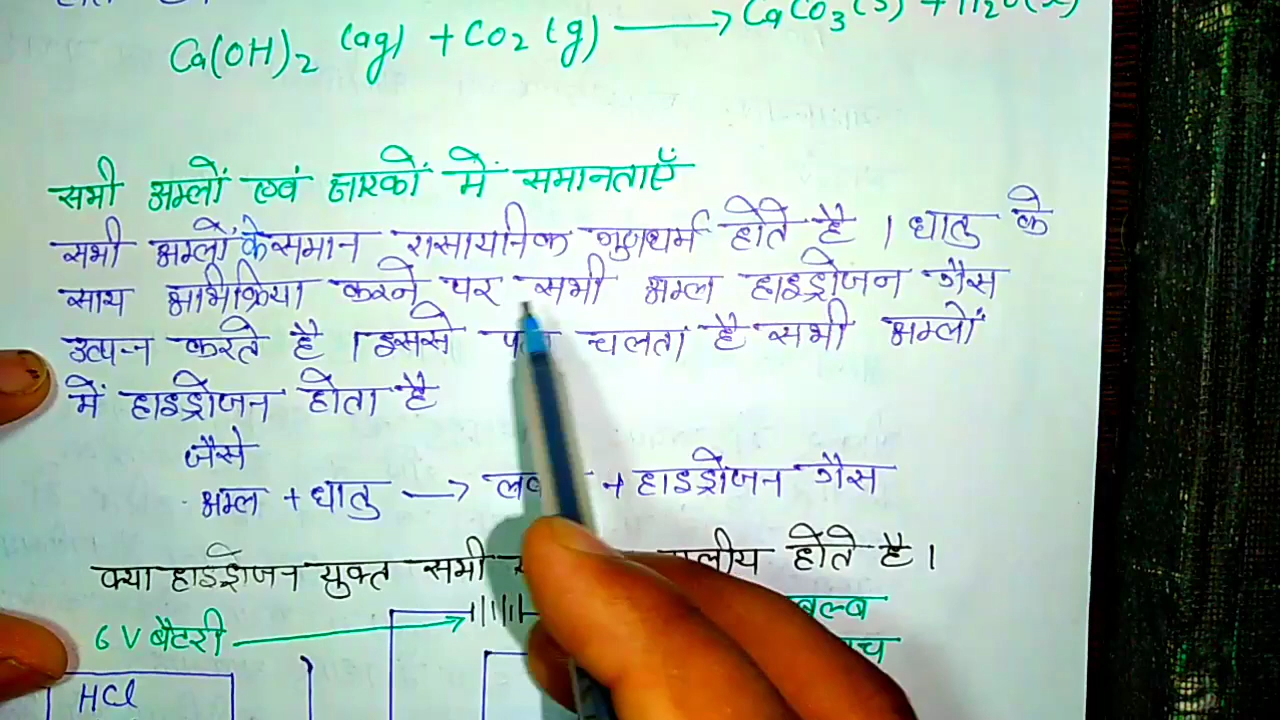 Ca(OH)₂ (aq) + CO₂ (g) ⟶ CaCO₃(s) + H₂O(l)
सभी अम्लों एवं क्षारकों में समानताएँ
सभी अम्लों के समान रासायनिक गुणधर्म होते है । धातु के
साथ अभिक्रिया करने पर सभी अम्ल हाइड्रोजन गैस
उत्पन्न करते है । इससे चलता है सभी अम्लों
में हाइड्रोजन होता है
जैसे
अम्ल + धातु ⟶ + हाइड्रोजन गैस
क्या हाइड्रोजन युक्त सभी होते है ।
बल्ब
6 V बैटरी
HCl